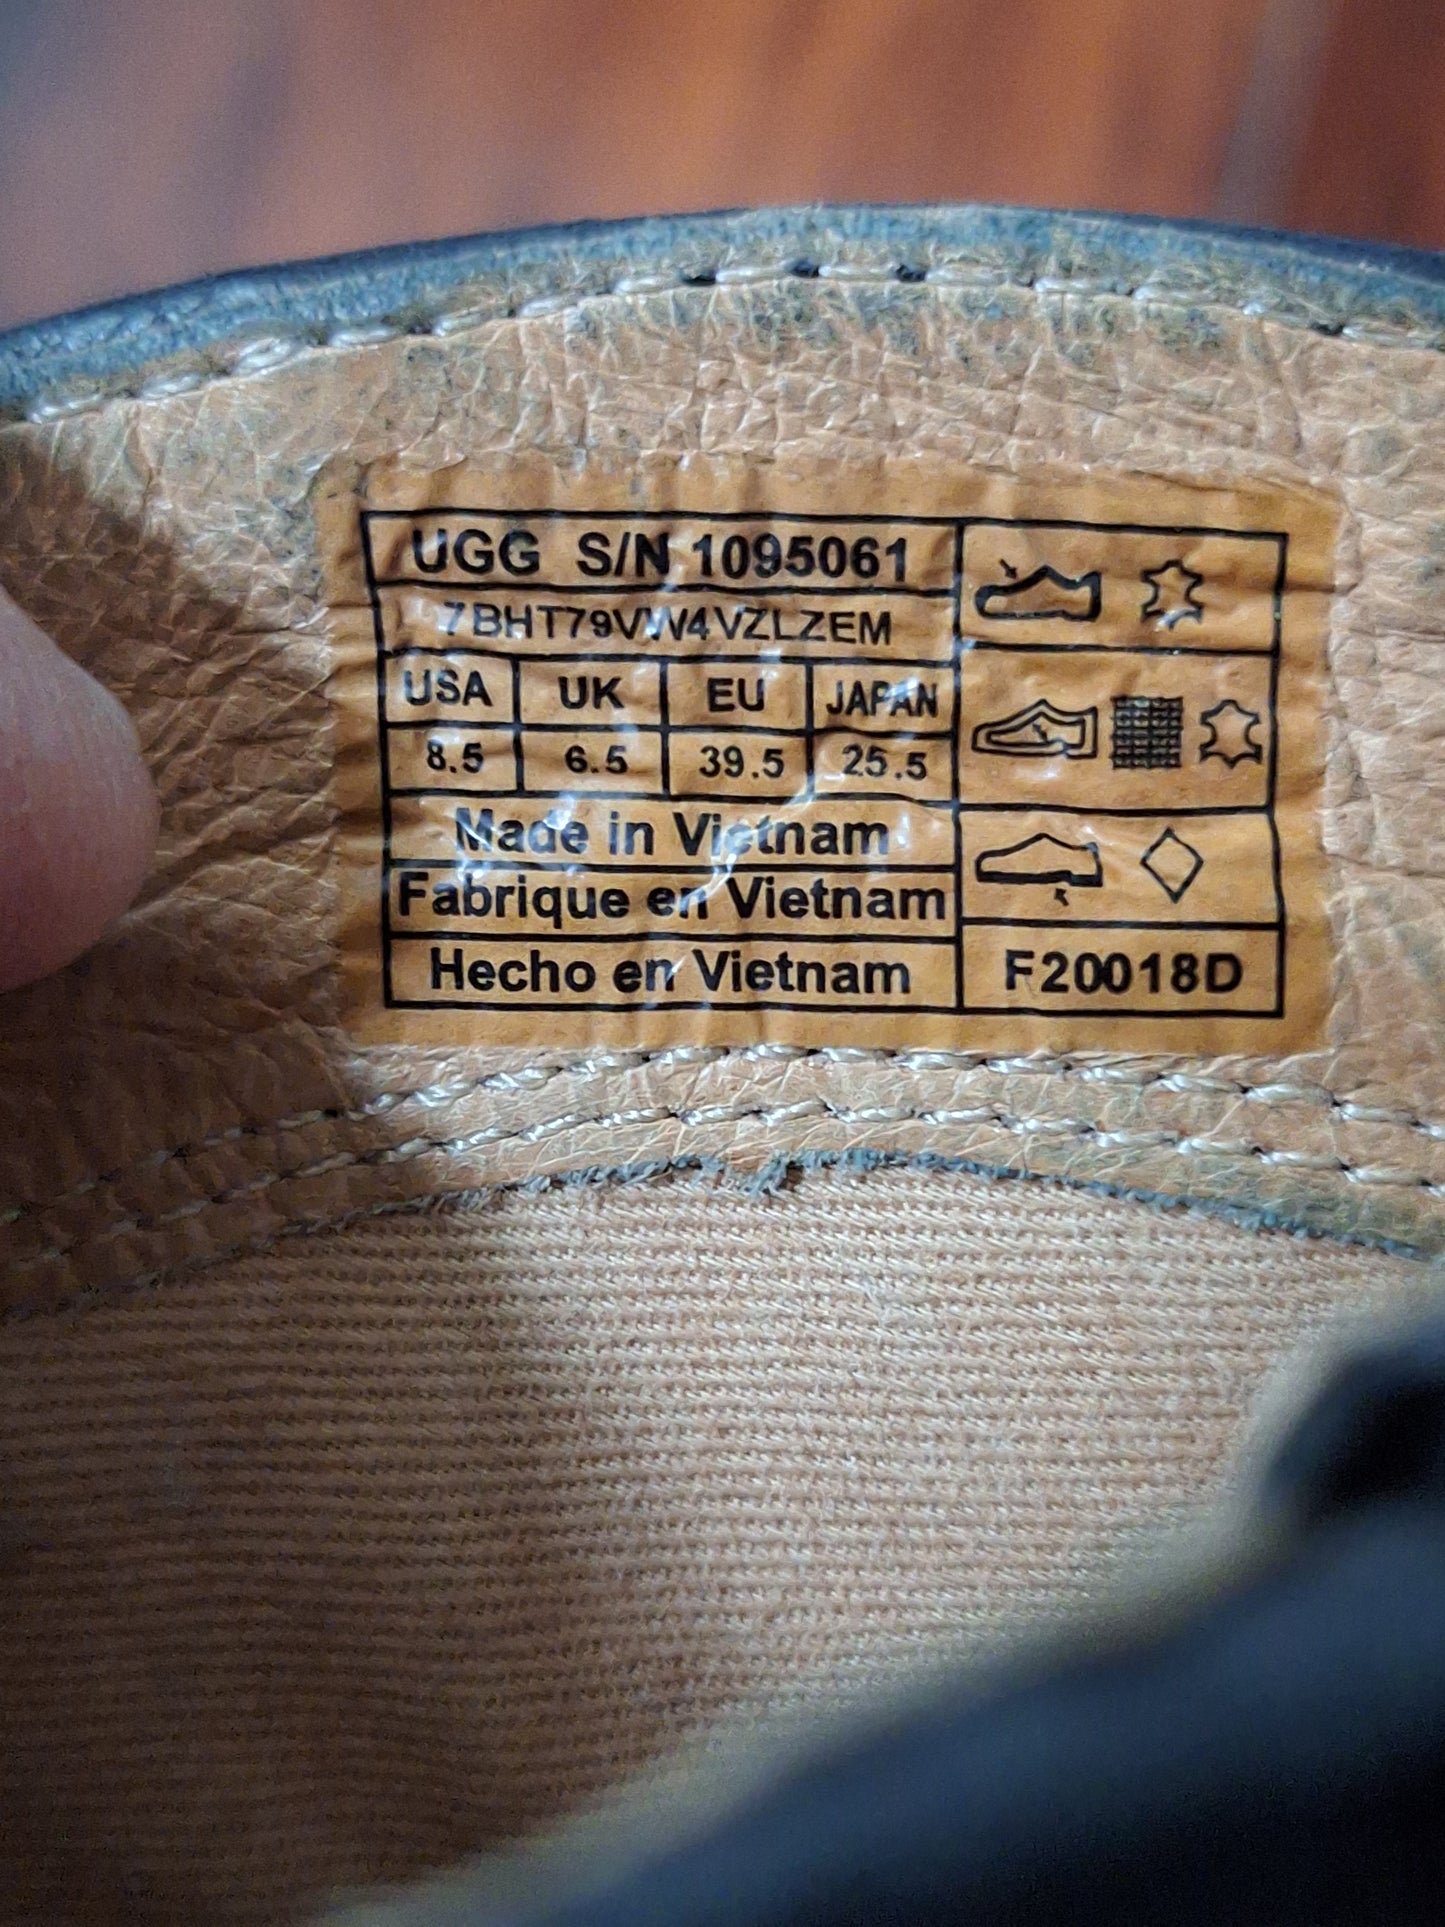 UGG S/N 1095061
7BHT79VW4VZLZEM
USA UK EU JAPAN
8.5 6.5 39.5 25.5
Made in Vietnam
Fabrique en Vietnam
Hecho en Vietnam
F20018D